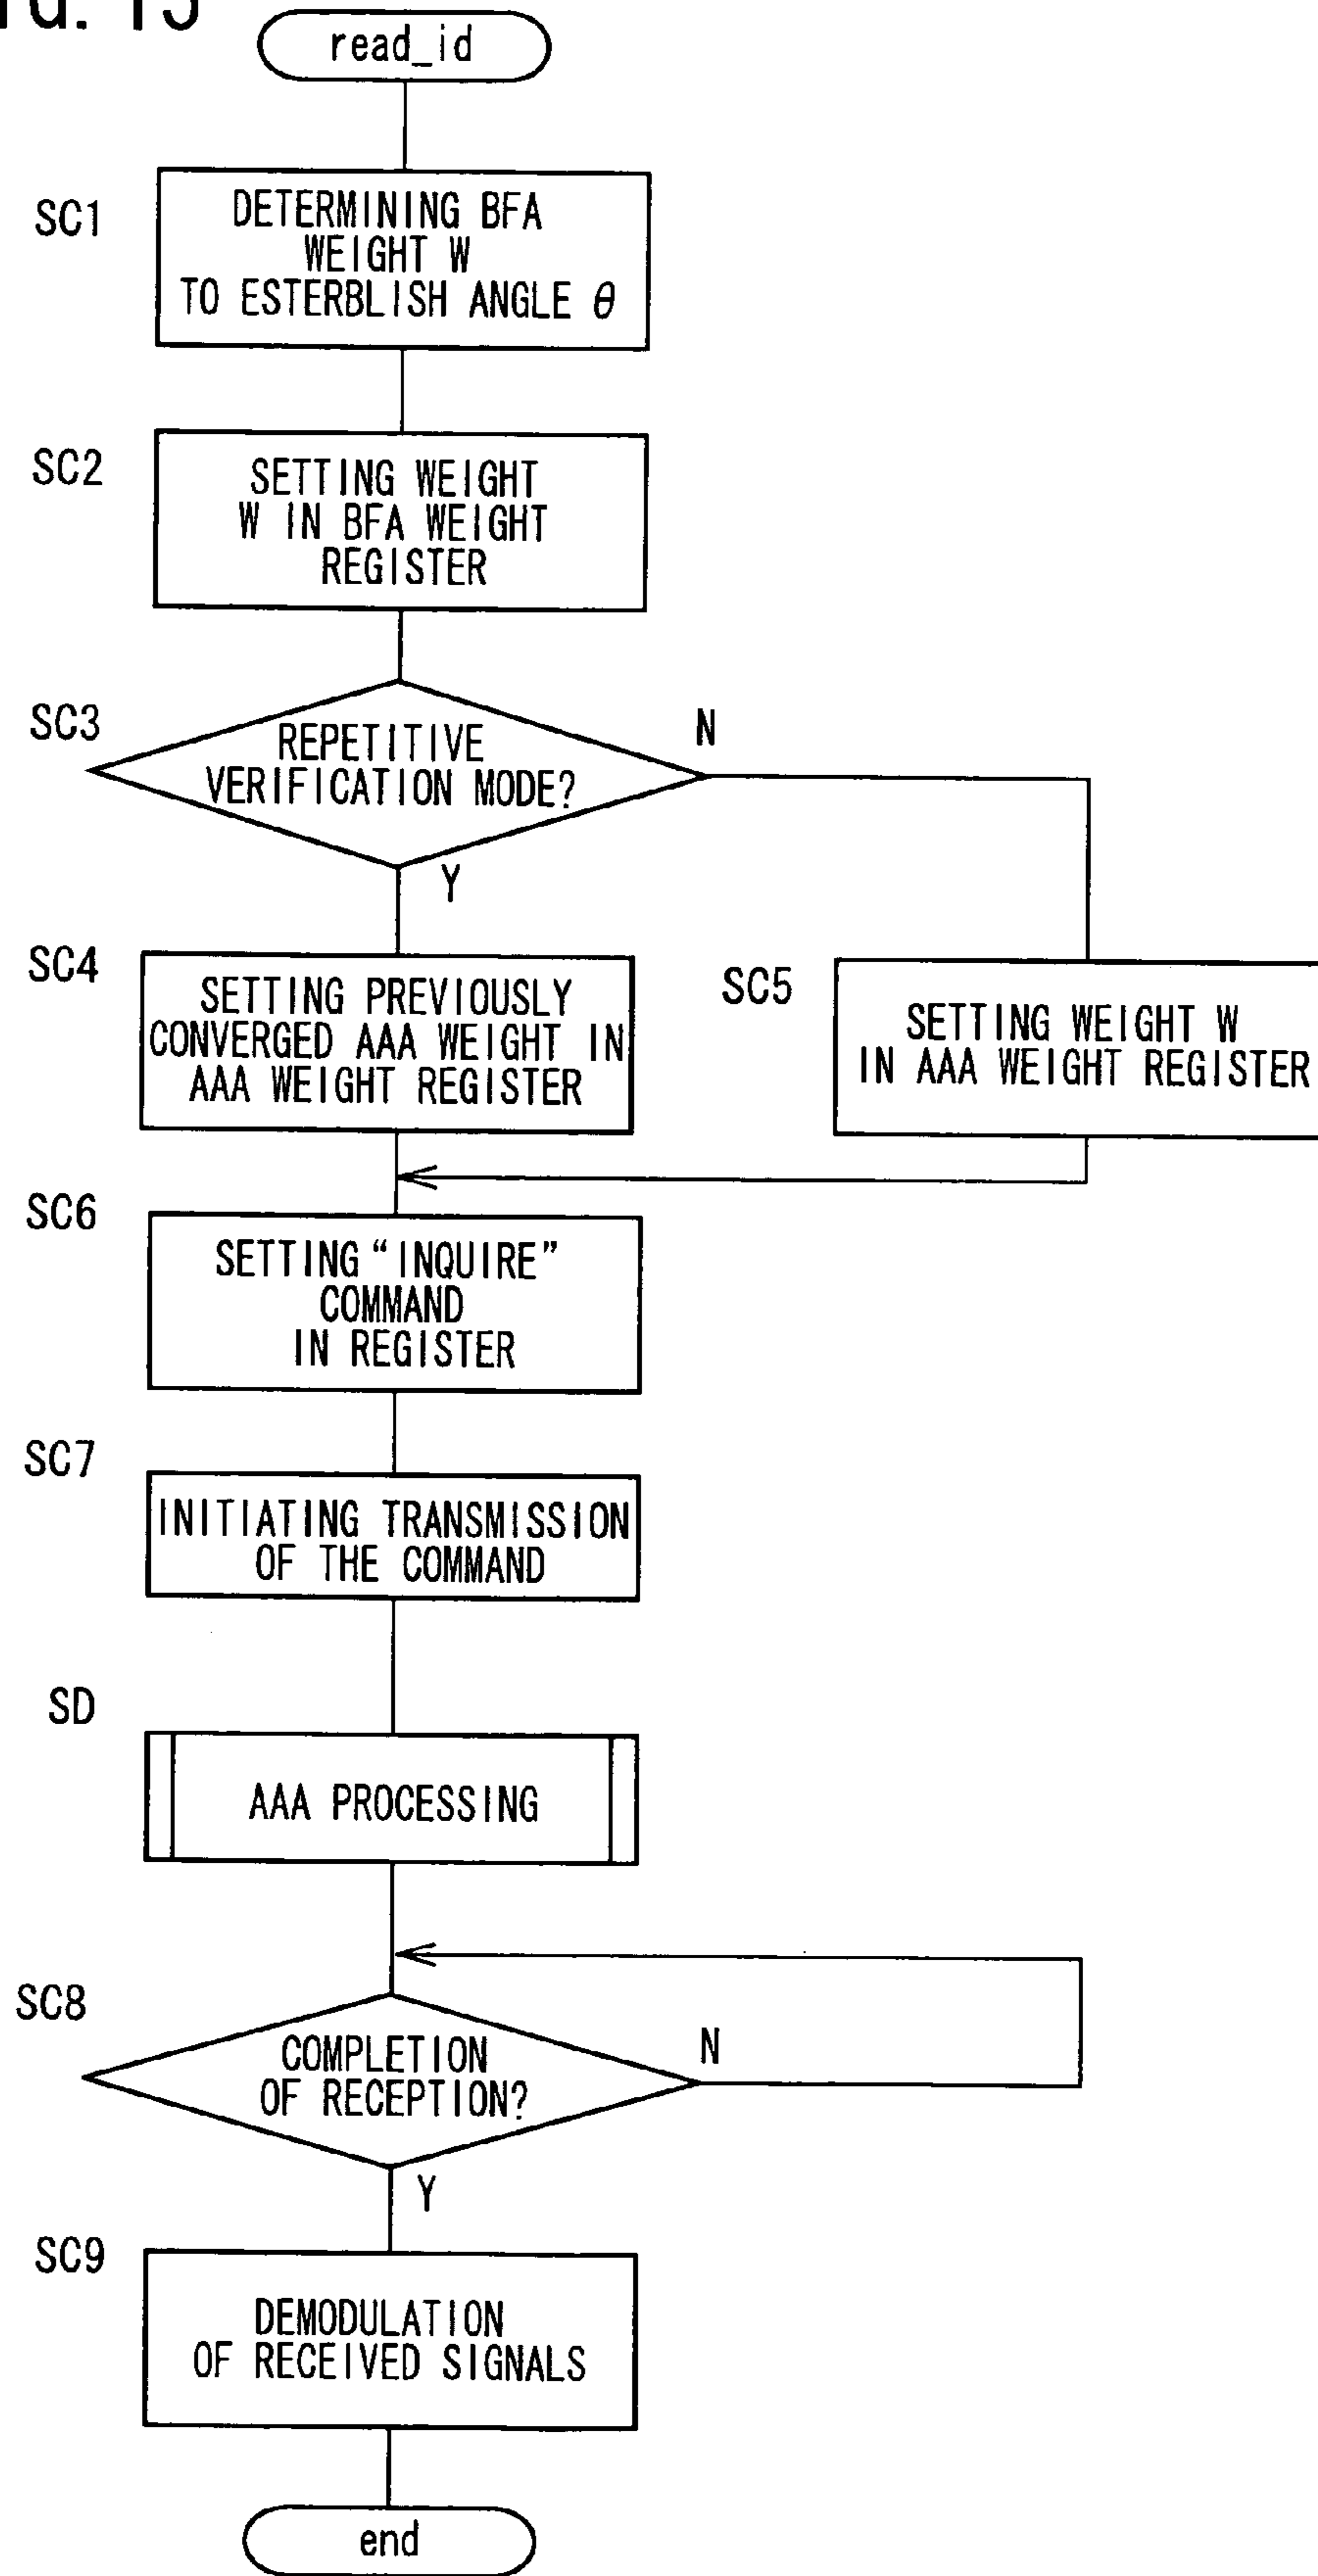 read_id
SC1
DETERMINING BFA
WEIGHT W
TO ESTERBLISH ANGLE θ
SC2
SETTING WEIGHT
W IN BFA WEIGHT
REGISTER
SC3
REPETITIVE
VERIFICATION MODE?
N
Y
SC4
SETTING PREVIOUSLY
CONVERGED AAA WEIGHT IN
AAA WEIGHT REGISTER
SC5
SETTING WEIGHT W
IN AAA WEIGHT REGISTER
SC6
SETTING “INQUIRE”
COMMAND
IN REGISTER
SC7
INITIATING TRANSMISSION
OF THE COMMAND
SD
AAA PROCESSING
SC8
COMPLETION
OF RECEPTION?
N
Y
SC9
DEMODULATION
OF RECEIVED SIGNALS
end